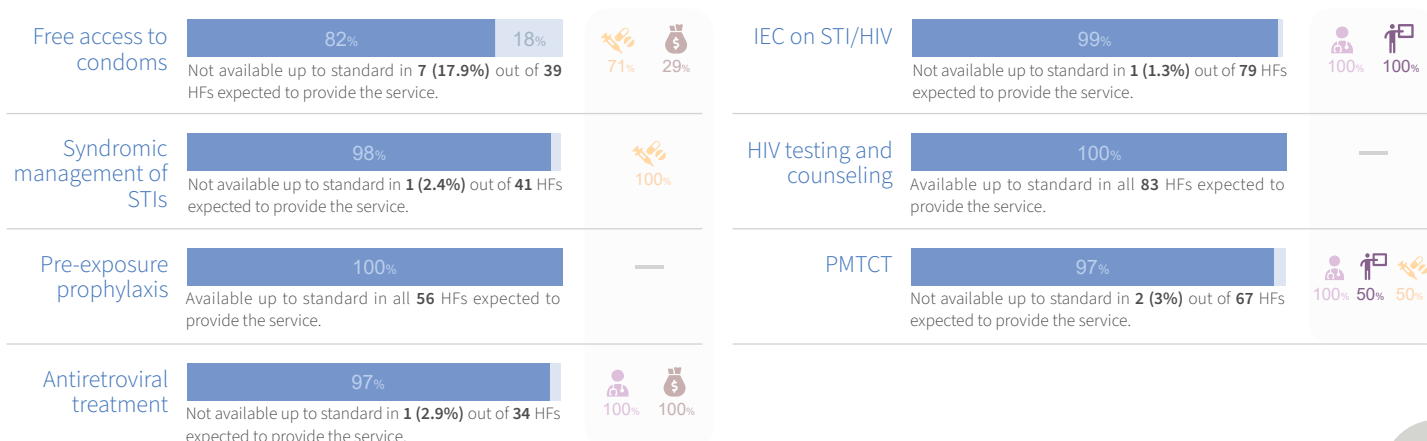 Free access to
condoms
82%
18%
Not available up to standard in 7 (17.9%) out of 39
HFs expected to provide the service.
71%
29%
Syndromic
management of
STIs
98%
Not available up to standard in 1 (2.4%) out of 41 HFs
expected to provide the service.
100%
Pre-exposure
prophylaxis
100%
Available up to standard in all 56 HFs expected to
provide the service.
Antiretroviral
treatment
97%
Not available up to standard in 1 (2.9%) out of 34 HFs
expected to provide the service.
100%
100%
IEC on STI/HIV
99%
Not available up to standard in 1 (1.3%) out of 79 HFs
expected to provide the service.
100%
100%
HIV testing and
counseling
100%
Available up to standard in all 83 HFs expected to
provide the service.
PMTCT
97%
Not available up to standard in 2 (3%) out of 67 HFs
expected to provide the service.
100%
50%
50%